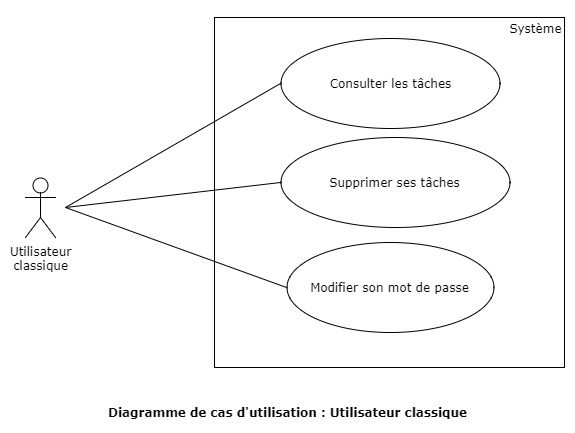 Système
Consulter les tâches
Supprimer ses tâches
Utilisateur
classique
Modifier son mot de passe
Diagramme de cas d'utilisation : Utilisateur classique